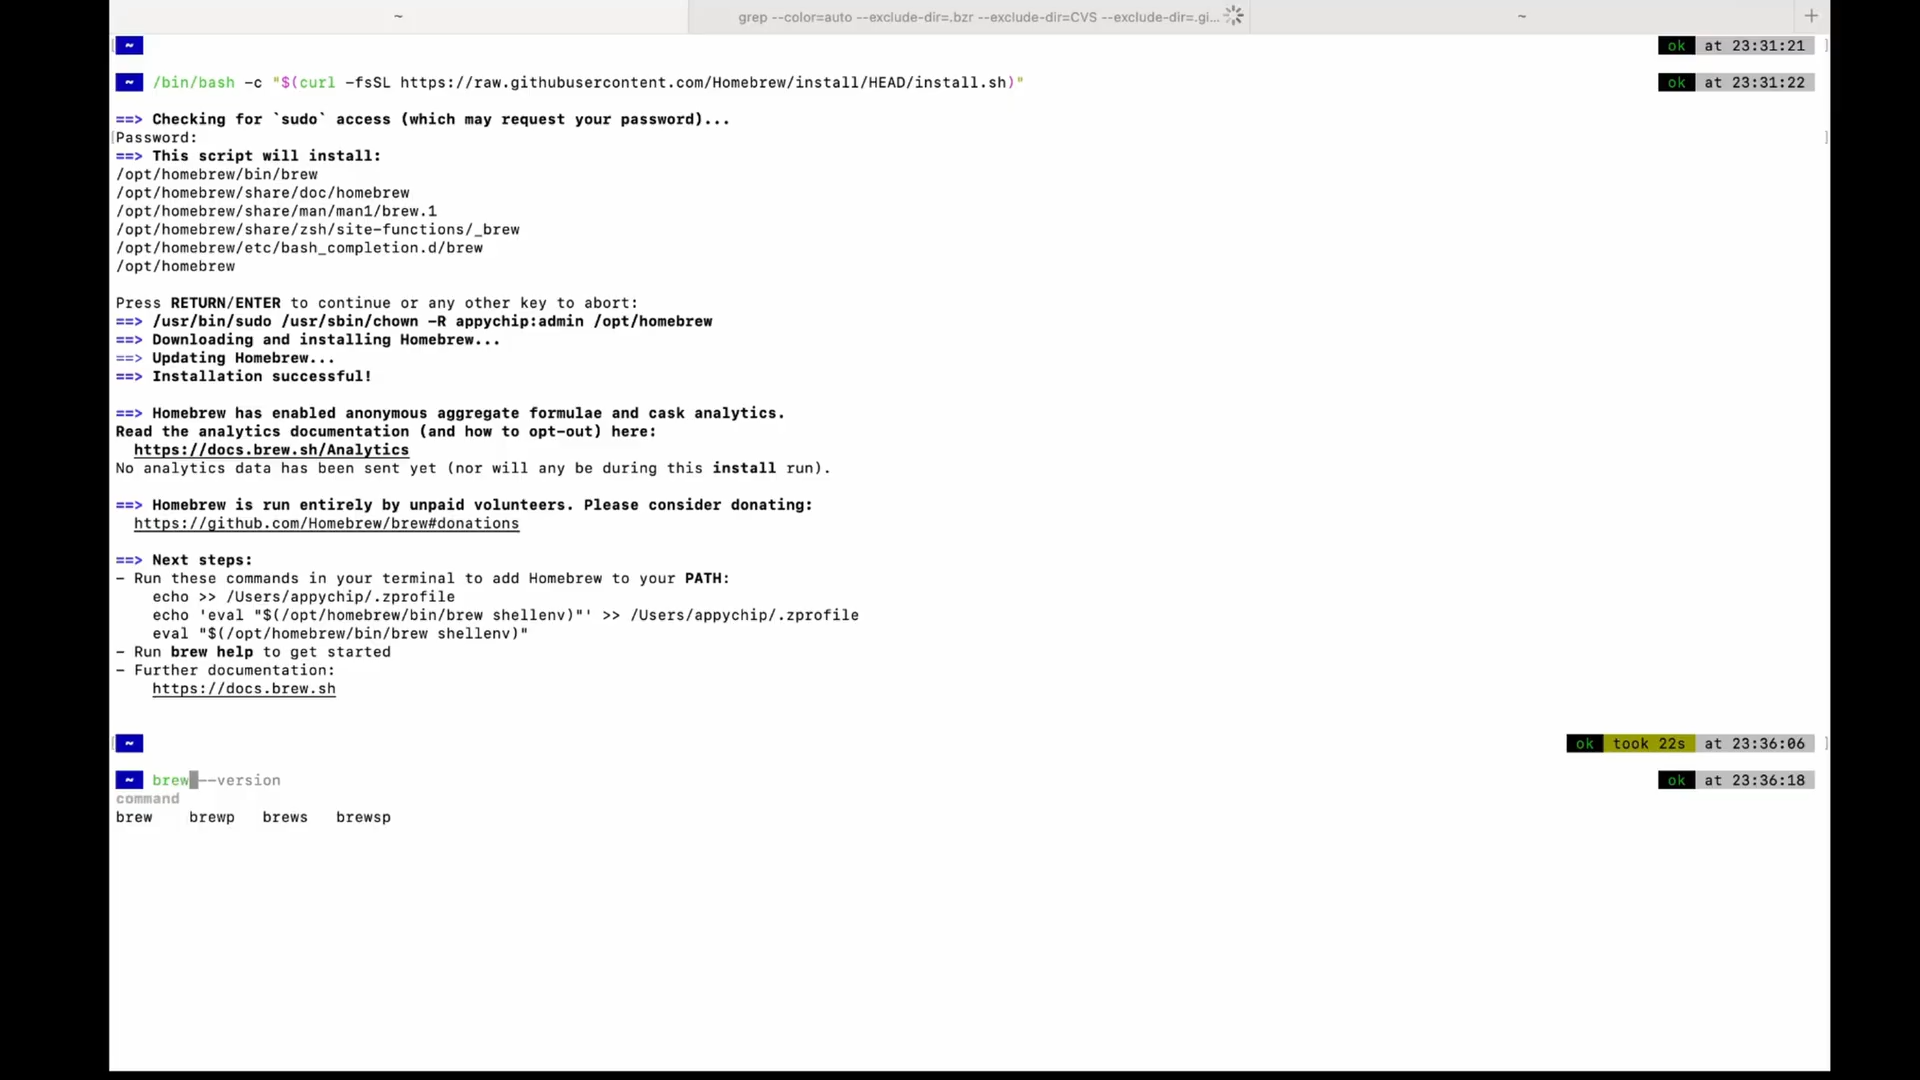 ~ grep --color=auto --exclude-dir=.bzr --exclude-dir=CVS --exclude-dir=.gi... ~ +
~ ok at 23:31:21
~ /bin/bash -c "$(curl -fsSL https://raw.githubusercontent.com/Homebrew/install/HEAD/install.sh)" ok at 23:31:22
==> Checking for `sudo` access (which may request your password)...
Password:
==> This script will install:
/opt/homebrew/bin/brew
/opt/homebrew/share/doc/homebrew
/opt/homebrew/share/man/man1/brew.1
/opt/homebrew/share/zsh/site-functions/_brew
/opt/homebrew/etc/bash_completion.d/brew
/opt/homebrew
Press RETURN/ENTER to continue or any other key to abort:
==> /usr/bin/sudo /usr/sbin/chown -R appychip:admin /opt/homebrew
==> Downloading and installing Homebrew...
==> Updating Homebrew...
==> Installation successful!
==> Homebrew has enabled anonymous aggregate formulae and cask analytics.
Read the analytics documentation (and how to opt-out) here:
https://docs.brew.sh/Analytics
No analytics data has been sent yet (nor will any be during this install run).
==> Homebrew is run entirely by unpaid volunteers. Please consider donating:
https://github.com/Homebrew/brew#donations
==> Next steps:
- Run these commands in your terminal to add Homebrew to your PATH:
echo >> /Users/appychip/.zprofile
echo 'eval "$(/opt/homebrew/bin/brew shellenv)"' >> /Users/appychip/.zprofile
eval "$(/opt/homebrew/bin/brew shellenv)"
- Run brew help to get started
- Further documentation:
https://docs.brew.sh
~ ok took 22s at 23:36:06
~ brew --version ok at 23:36:18
command
brew brewp brews brewsp